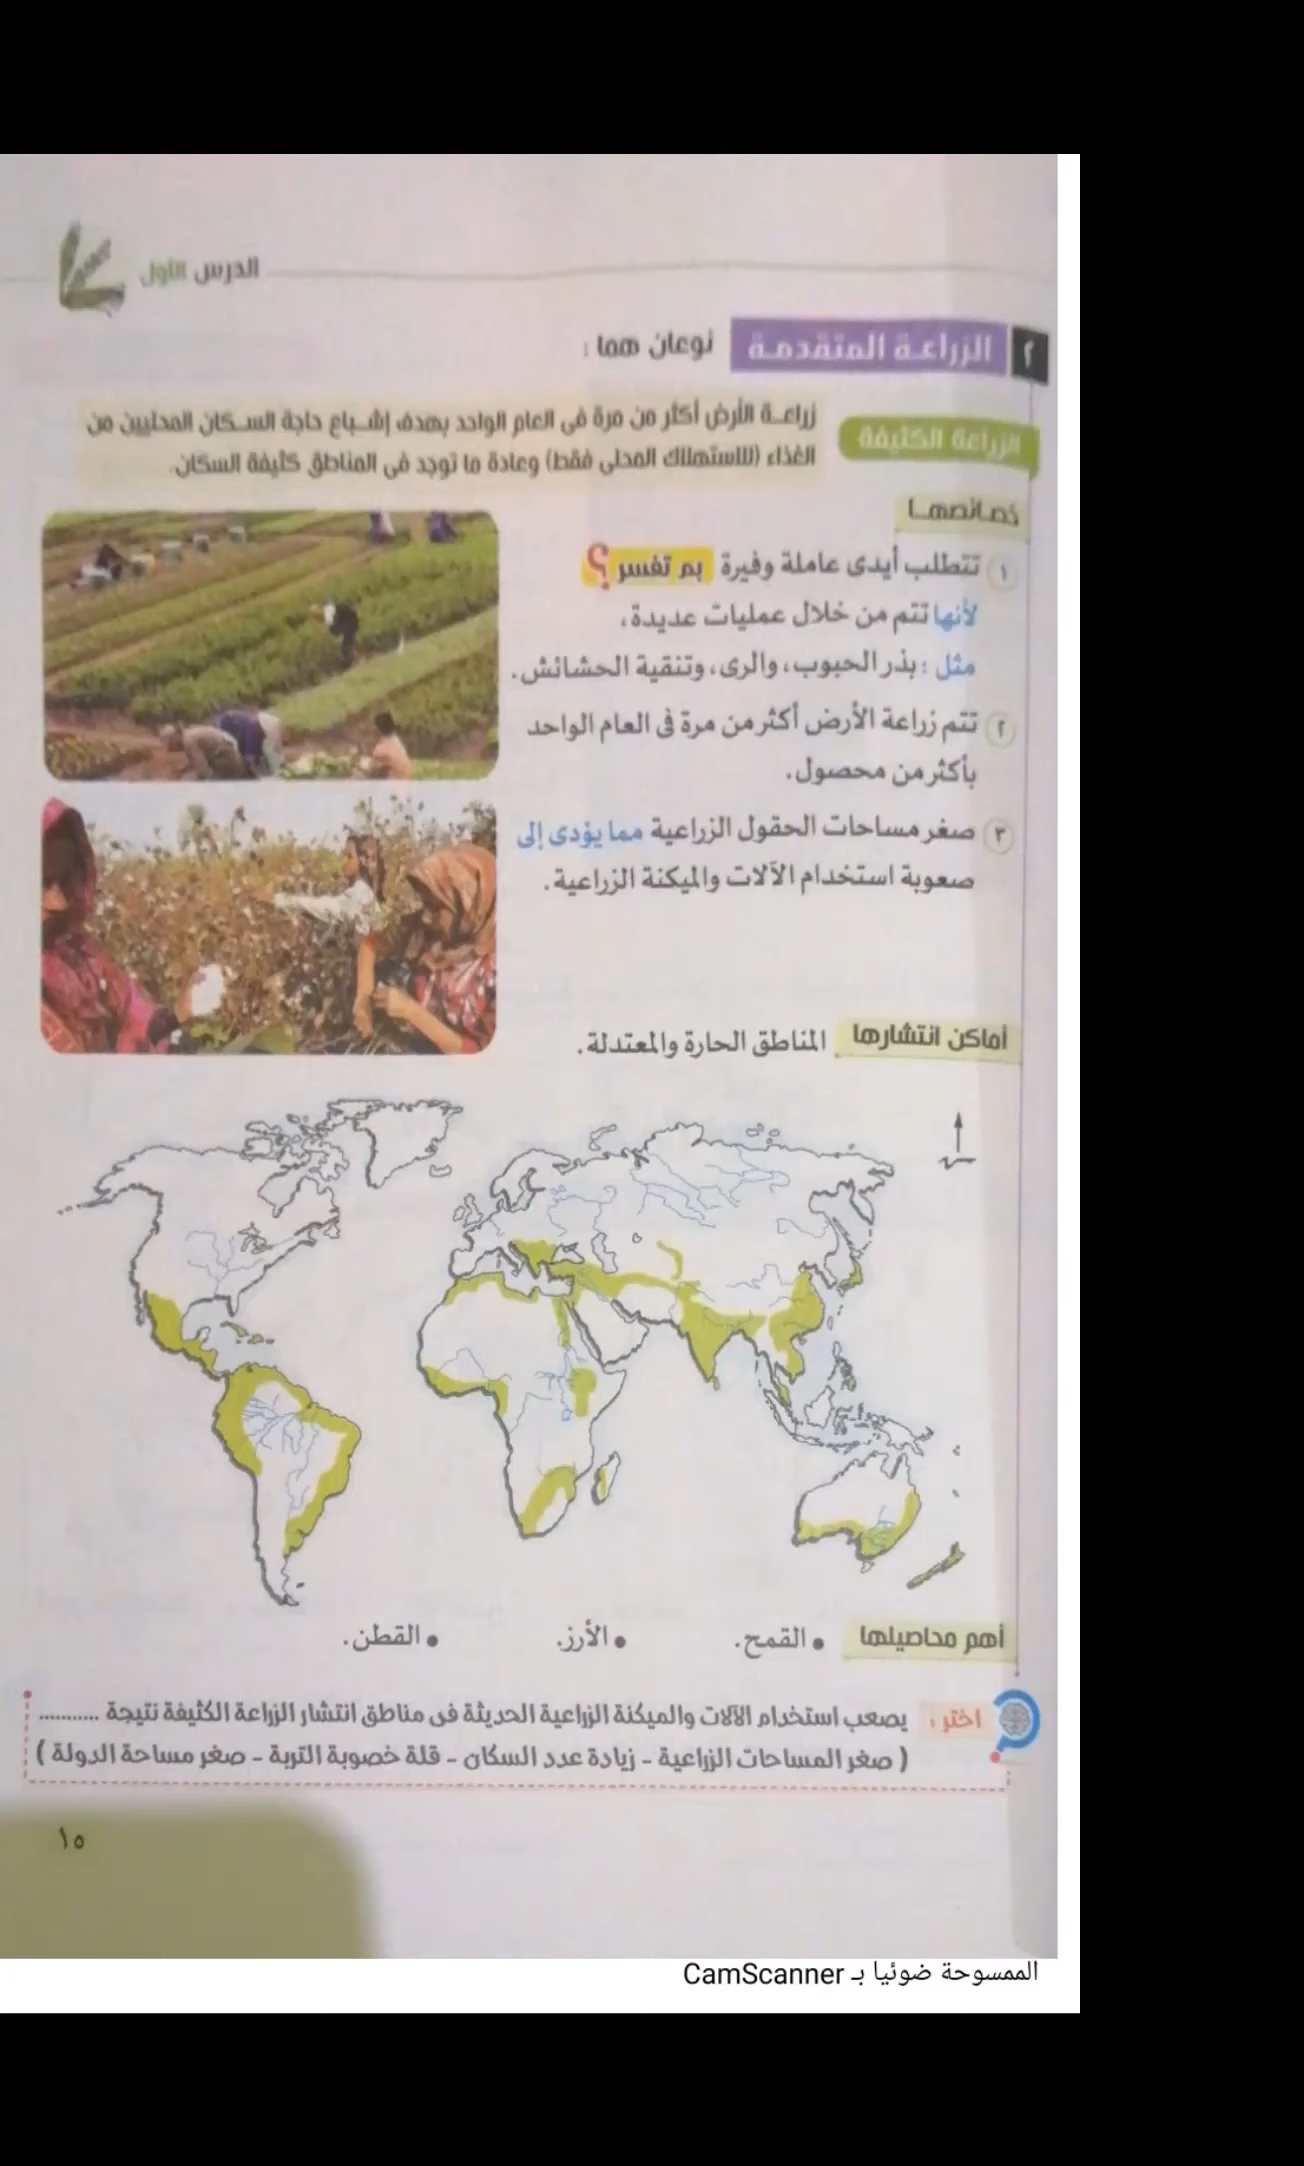 الدرس الأول
٢ الزراعة المتقدمة نوعان هما :
الزراعة الكثيفة
زراعة الأرض أكثر من مرة فى العام الواحد بهدف إشباع حاجة السكان المحليين من
الغذاء (للاستهلاك المحلى فقط) وعادة ما توجد فى المناطق كثيفة السكان.
خصائصها
١ تتطلب أيدى عاملة وفيرة بم تفسر ؟
لأنها تتم من خلال عمليات عديدة،
مثل : بذر الحبوب، والرى، وتنقية الحشائش.
٢ تتم زراعة الأرض أكثر من مرة فى العام الواحد
بأكثر من محصول.
٣ صغر مساحات الحقول الزراعية مما يؤدى إلى
صعوبة استخدام الآلات والميكنة الزراعية.
أماكن انتشارها المناطق الحارة والمعتدلة.
أهم محاصيلها • القمح. • الأرز. • القطن.
اختر : يصعب استخدام الآلات والميكنة الزراعية الحديثة فى مناطق انتشار الزراعة الكثيفة نتيجة ...........
( صغر المساحات الزراعية - زيادة عدد السكان - قلة خصوبة التربة - صغر مساحة الدولة )
١٥
الممسوحة ضوئيا بـ CamScanner